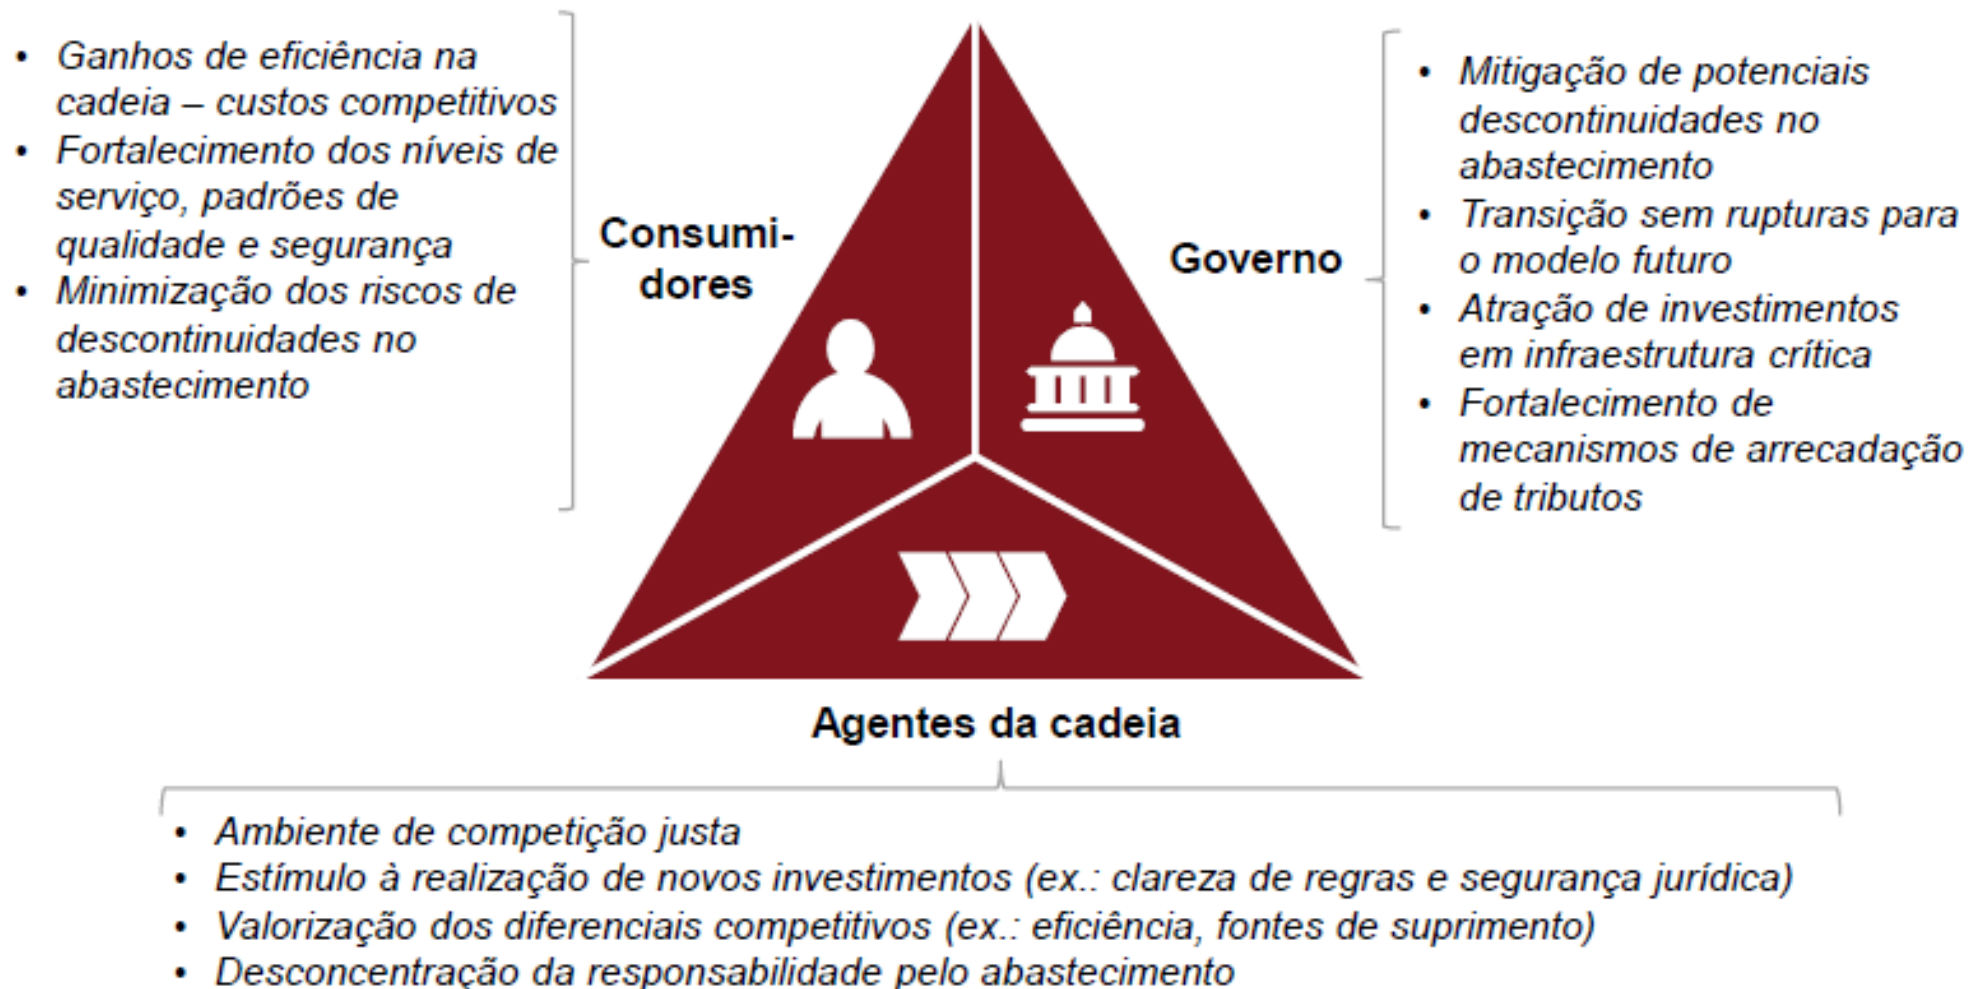 • Ganhos de eficiência na
cadeia – custos competitivos
• Fortalecimento dos níveis de
serviço, padrões de
qualidade e segurança
• Minimização dos riscos de
descontinuidades no
abastecimento
Consumi-
dores
Governo
• Mitigação de potenciais
descontinuidades no
abastecimento
• Transição sem rupturas para
o modelo futuro
• Atração de investimentos
em infraestrutura crítica
• Fortalecimento de
mecanismos de arrecadação
de tributos
Agentes da cadeia
• Ambiente de competição justa
• Estímulo à realização de novos investimentos (ex.: clareza de regras e segurança jurídica)
• Valorização dos diferenciais competitivos (ex.: eficiência, fontes de suprimento)
• Desconcentração da responsabilidade pelo abastecimento